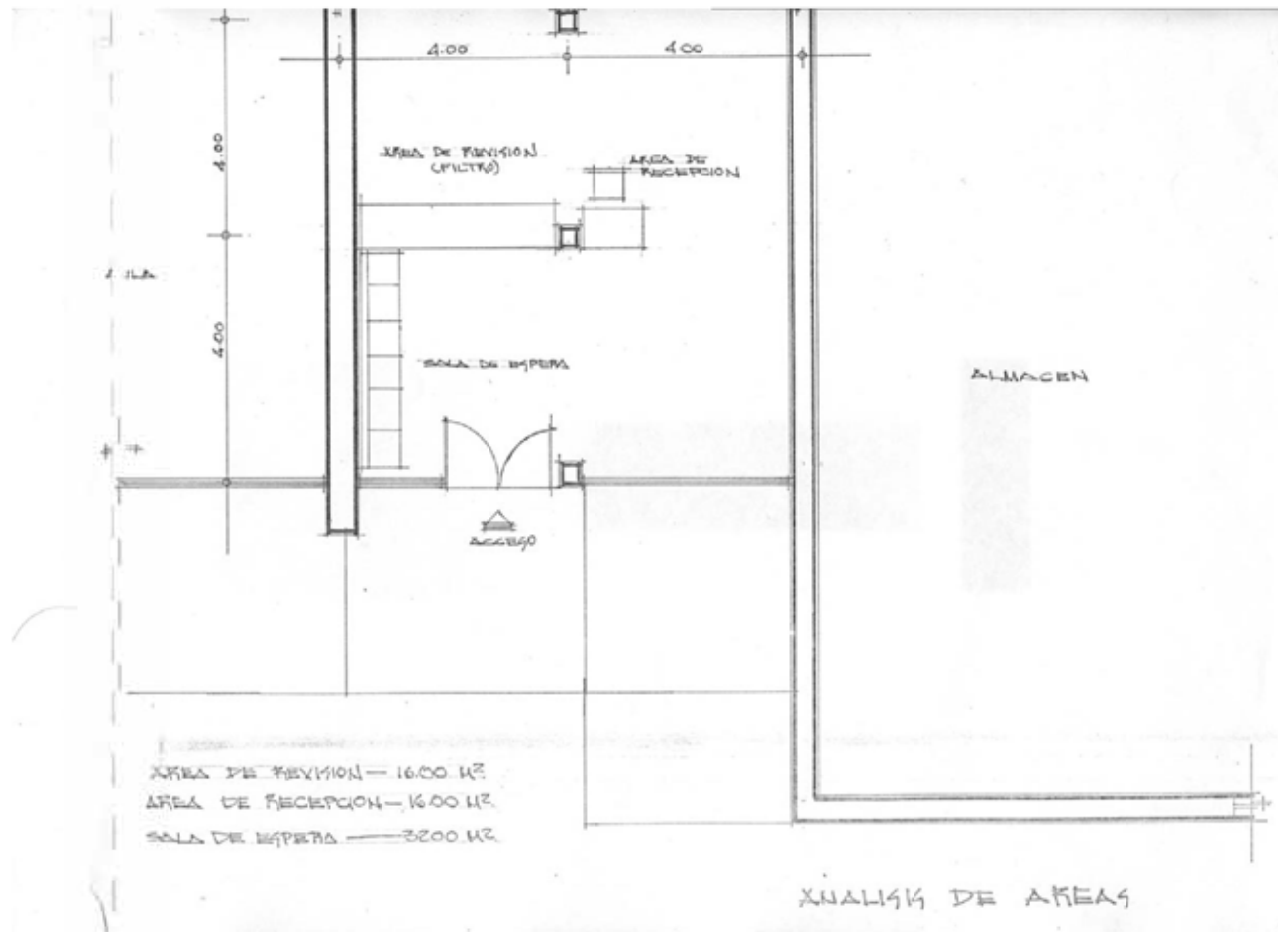 4.00
4.00
4.00
AREA DE REVISION
(FILTRO)
AREA DE
RECEPCION
4.00
SALA DE ESPERA
ALMACEN
ACCESO
AREA DE REVISION — 16.00 M2
AREA DE RECEPCION — 16.00 M2
SALA DE ESPERA — 3200 M2
ANALISIS DE AREAS